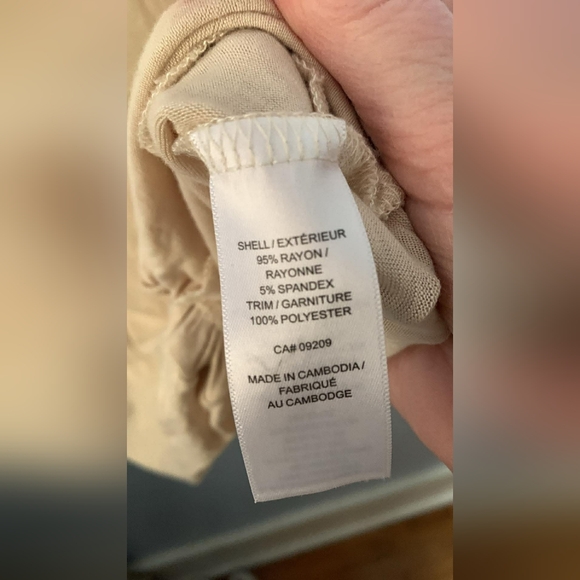 SHELL / EXTÉRIEUR
95% RAYON /
RAYONNE
5% SPANDEX
TRIM / GARNITURE
100% POLYESTER
CA# 09209
MADE IN CAMBODIA /
FABRIQUÉ
AU CAMBODGE